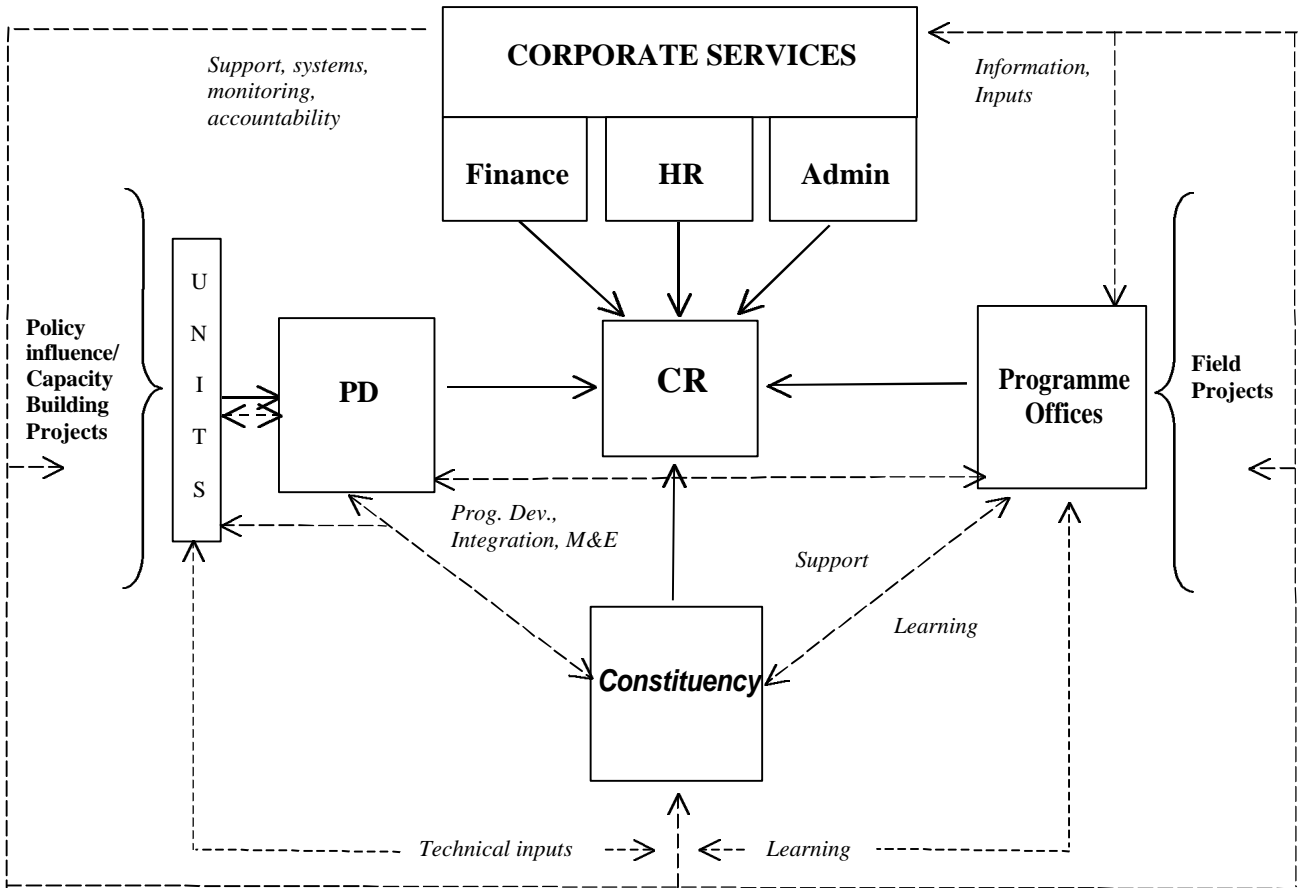 CORPORATE SERVICES
Support, systems,
monitoring,
accountability
Information,
Inputs
Finance
HR
Admin
U
N
I
T
S
Policy
influence/
Capacity
Building
Projects
PD
CR
Programme
Offices
Field
Projects
Prog. Dev.,
Integration, M&E
Support
Learning
Constituency
Technical inputs
Learning